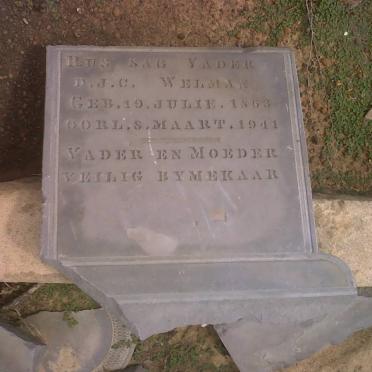 RUS SAG VADER
D.J.C. WELMAN
GEB. 19. JULIE. 1863
OORL. 8. MAART. 1941
VADER EN MOEDER
VEILIG BYMEKAAR